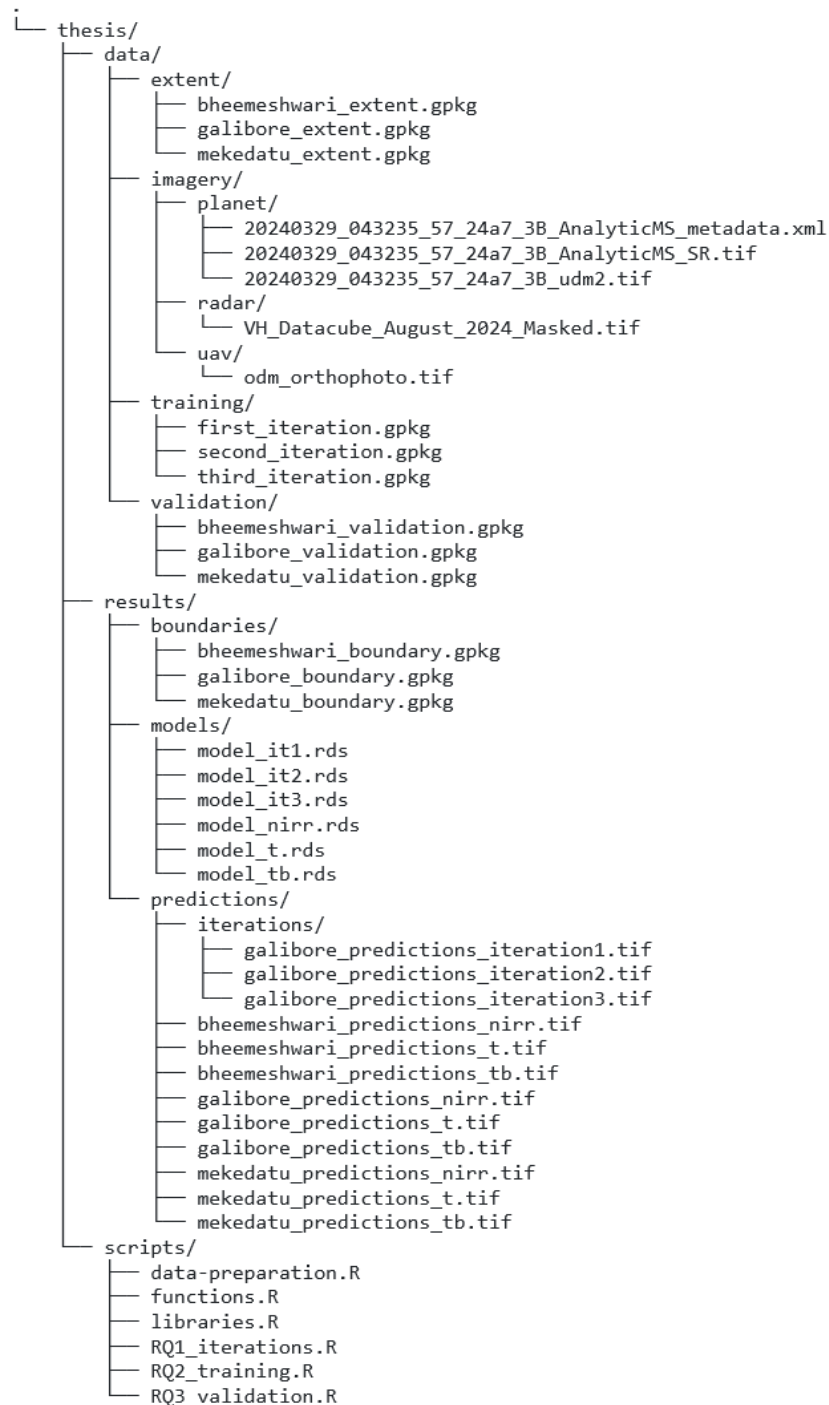 .
└── thesis/
    ├── data/
    │   ├── extent/
    │   │   ├── bheemeshwari_extent.gpkg
    │   │   ├── galibore_extent.gpkg
    │   │   └── mekedatu_extent.gpkg
    │   ├── imagery/
    │   │   ├── planet/
    │   │   │   ├── 20240329_043235_57_24a7_3B_AnalyticMS_metadata.xml
    │   │   │   ├── 20240329_043235_57_24a7_3B_AnalyticMS_SR.tif
    │   │   │   └── 20240329_043235_57_24a7_3B_udm2.tif
    │   │   ├── radar/
    │   │   │   └── VH_Datacube_August_2024_Masked.tif
    │   │   └── uav/
    │   │       └── odm_orthophoto.tif
    │   ├── training/
    │   │   ├── first_iteration.gpkg
    │   │   ├── second_iteration.gpkg
    │   │   └── third_iteration.gpkg
    │   └── validation/
    │       ├── bheemeshwari_validation.gpkg
    │       ├── galibore_validation.gpkg
    │       └── mekedatu_validation.gpkg
    ├── results/
    │   ├── boundaries/
    │   │   ├── bheemeshwari_boundary.gpkg
    │   │   ├── galibore_boundary.gpkg
    │   │   └── mekedatu_boundary.gpkg
    │   ├── models/
    │   │   ├── model_it1.rds
    │   │   ├── model_it2.rds
    │   │   ├── model_it3.rds
    │   │   ├── model_nirr.rds
    │   │   ├── model_t.rds
    │   │   └── model_tb.rds
    │   └── predictions/
    │       ├── iterations/
    │       │   ├── galibore_predictions_iteration1.tif
    │       │   ├── galibore_predictions_iteration2.tif
    │       │   └── galibore_predictions_iteration3.tif
    │       ├── bheemeshwari_predictions_nirr.tif
    │       ├── bheemeshwari_predictions_t.tif
    │       ├── bheemeshwari_predictions_tb.tif
    │       ├── galibore_predictions_nirr.tif
    │       ├── galibore_predictions_t.tif
    │       ├── galibore_predictions_tb.tif
    │       ├── mekedatu_predictions_nirr.tif
    │       ├── mekedatu_predictions_t.tif
    │       └── mekedatu_predictions_tb.tif
    └── scripts/
        ├── data-preparation.R
        ├── functions.R
        ├── libraries.R
        ├── RQ1_iterations.R
        ├── RQ2_training.R
        └── RQ3_validation.R